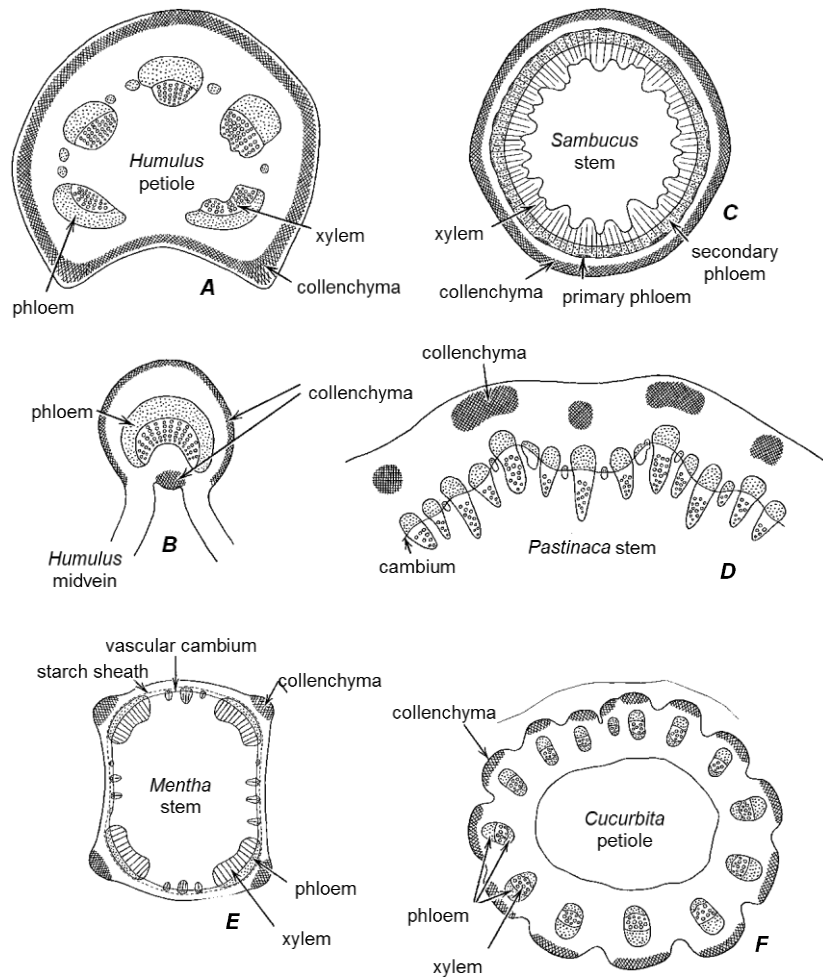 Humulus
petiole
xylem
collenchyma
phloem
A
Sambucus
stem
C
xylem
secondary
phloem
collenchyma
primary phloem
phloem
collenchyma
Humulus
midvein
B
collenchyma
cambium
Pastinaca stem
D
vascular cambium
starch sheath
collenchyma
Mentha
stem
phloem
E
xylem
collenchyma
Cucurbita
petiole
phloem
xylem
F